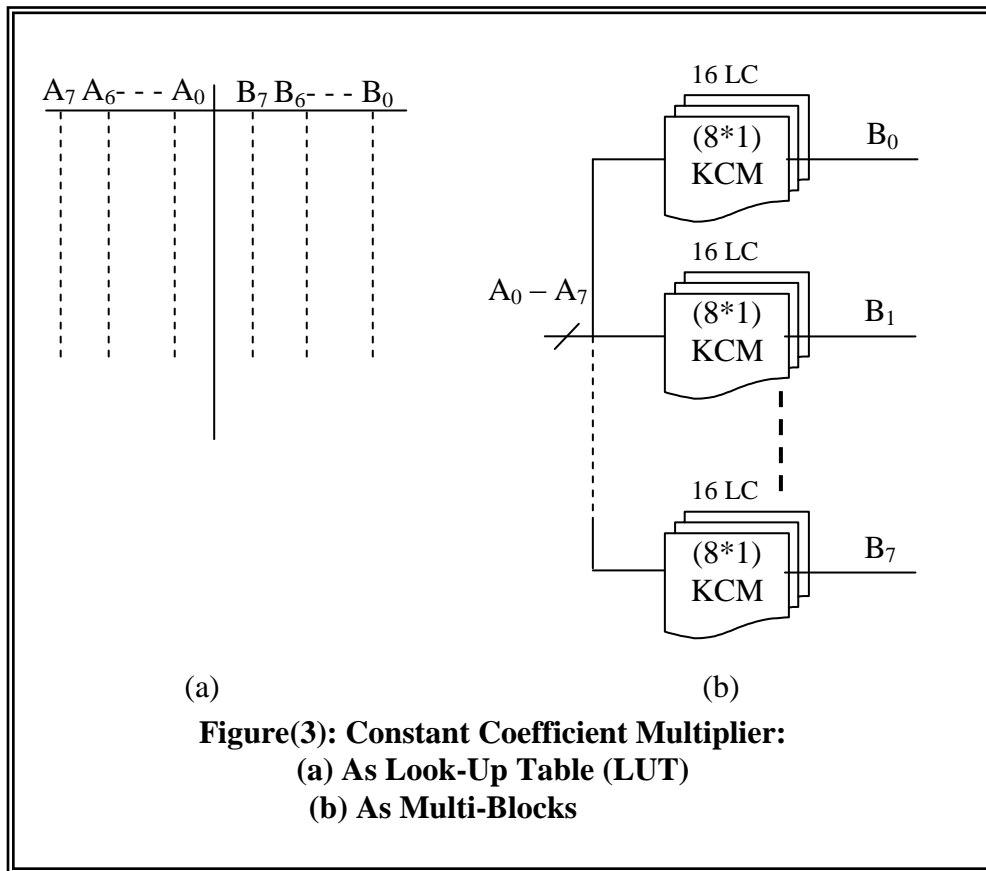 A₇ A₆- - - A₀ B₇ B₆- - - B₀
16 LC
(8*1)
KCM
B₀
16 LC
A₀ – A₇
(8*1)
KCM
B₁
16 LC
(8*1)
KCM
B₇
(a) (b)
Figure(3): Constant Coefficient Multiplier:
(a) As Look-Up Table (LUT)
(b) As Multi-Blocks